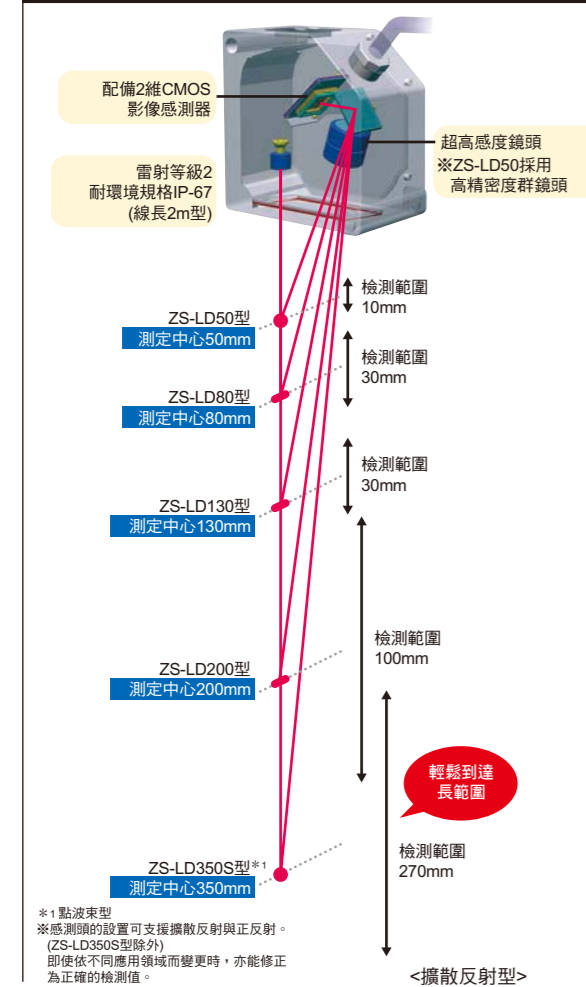 配備2維CMOS
影像感測器
雷射等級2
耐環境規格IP-67
(線長2m型)
超高感度鏡頭
※ZS-LD50採用
高精密度群鏡頭
檢測範圍
10mm
ZS-LD50型
測定中心50mm
檢測範圍
30mm
ZS-LD80型
測定中心80mm
檢測範圍
30mm
ZS-LD130型
測定中心130mm
檢測範圍
100mm
ZS-LD200型
測定中心200mm
輕鬆到達
長範圍
檢測範圍
270mm
ZS-LD350S型＊1
測定中心350mm
＊1 點波束型
※感測頭的設置可支援擴散反射與正反射。
(ZS-LD350S型除外)
即使依不同應用領域而變更時，亦能修正
為正確的檢測值。
<擴散反射型>